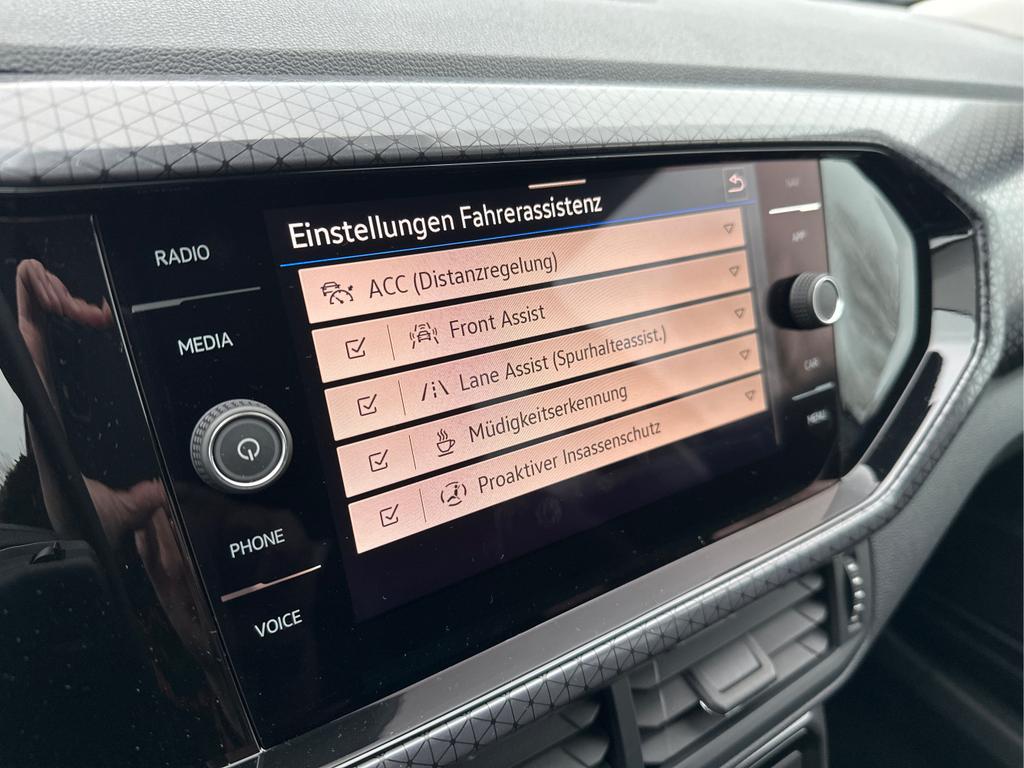 RADIO
MEDIA
PHONE
VOICE
Einstellungen Fahrerassistenz
ACC (Distanzregelung)
Front Assist
Lane Assist (Spurhalteassist.)
Müdigkeitserkennung
Proaktiver Insassenschutz
NAV
APP
CAR
MENU